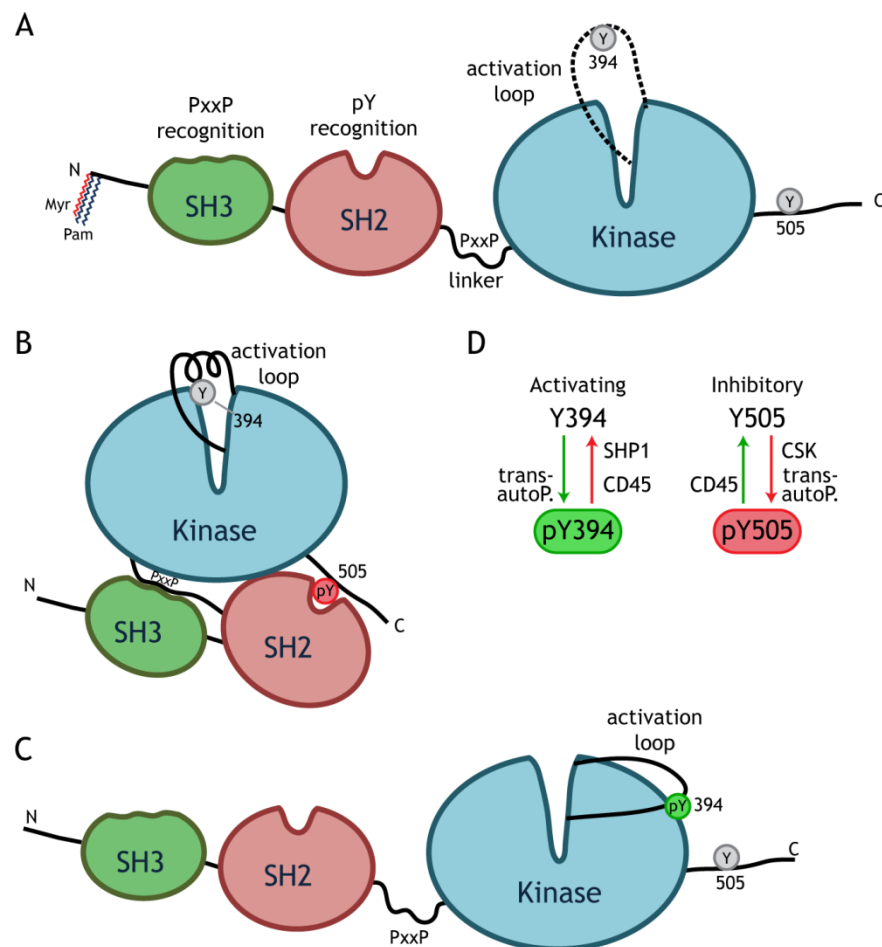 A
Y
394
activation
loop
PxxP
recognition
pY
recognition
N
Myr
Pam
SH3
SH2
PxxP
linker
Kinase
Y
505
C
B
activation
loop
Y
394
Kinase
PxxP
505
pY
N
SH3
SH2
C
D
Activating
Y394
SHP1
trans-
autoP.
CD45
pY394
Inhibitory
Y505
CSK
CD45
trans-
autoP.
pY505
C
activation
loop
pY
394
N
SH3
SH2
PxxP
Kinase
Y
505
C